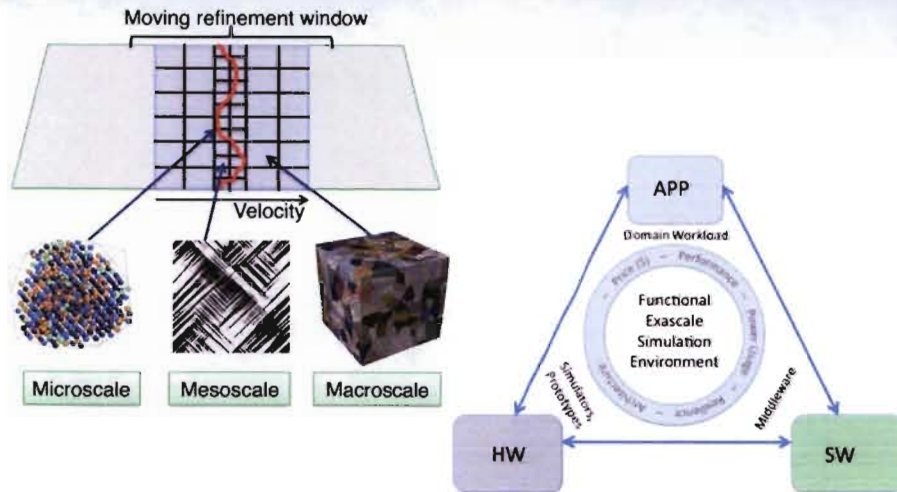 Moving refinement window
Velocity
Microscale
Mesoscale
Macroscale
APP
Domain Workload
Price ($) – Performance – Power Usage – Resilience – Architecture –
Functional
Exascale
Simulation
Environment
Simulators,
Prototypes
Middleware
HW
SW